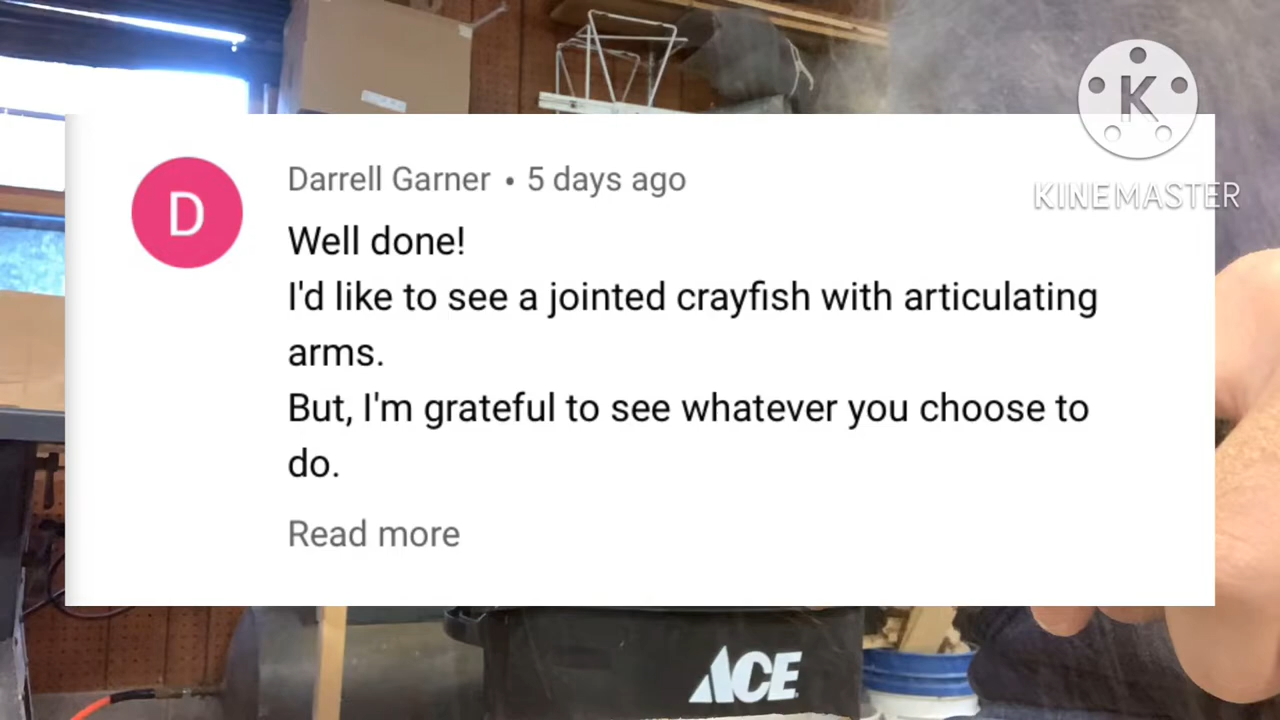 K
KINEMASTER
D
Darrell Garner • 5 days ago
Well done!
I'd like to see a jointed crayfish with articulating
arms.
But, I'm grateful to see whatever you choose to
do.
Read more
ACE